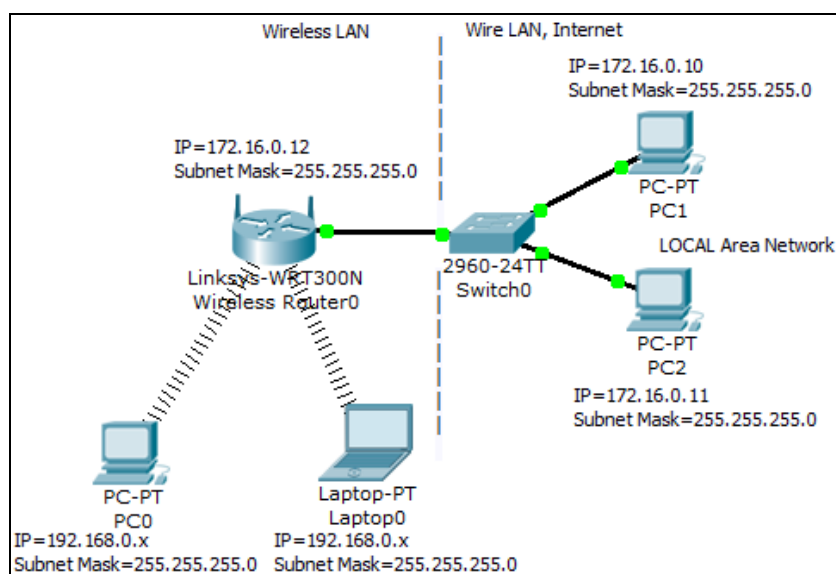 Wireless LAN
Wire LAN, Internet
IP=172.16.0.10
Subnet Mask=255.255.255.0
IP=172.16.0.12
Subnet Mask=255.255.255.0
PC-PT
PC1
LOCAL Area Network
Linksys-WRT300N
Wireless Router0
2960-24TT
Switch0
PC-PT
PC2
IP=172.16.0.11
Subnet Mask=255.255.255.0
PC-PT
PC0
IP=192.168.0.x
Subnet Mask=255.255.255.0
Laptop-PT
Laptop0
IP=192.168.0.x
Subnet Mask=255.255.255.0